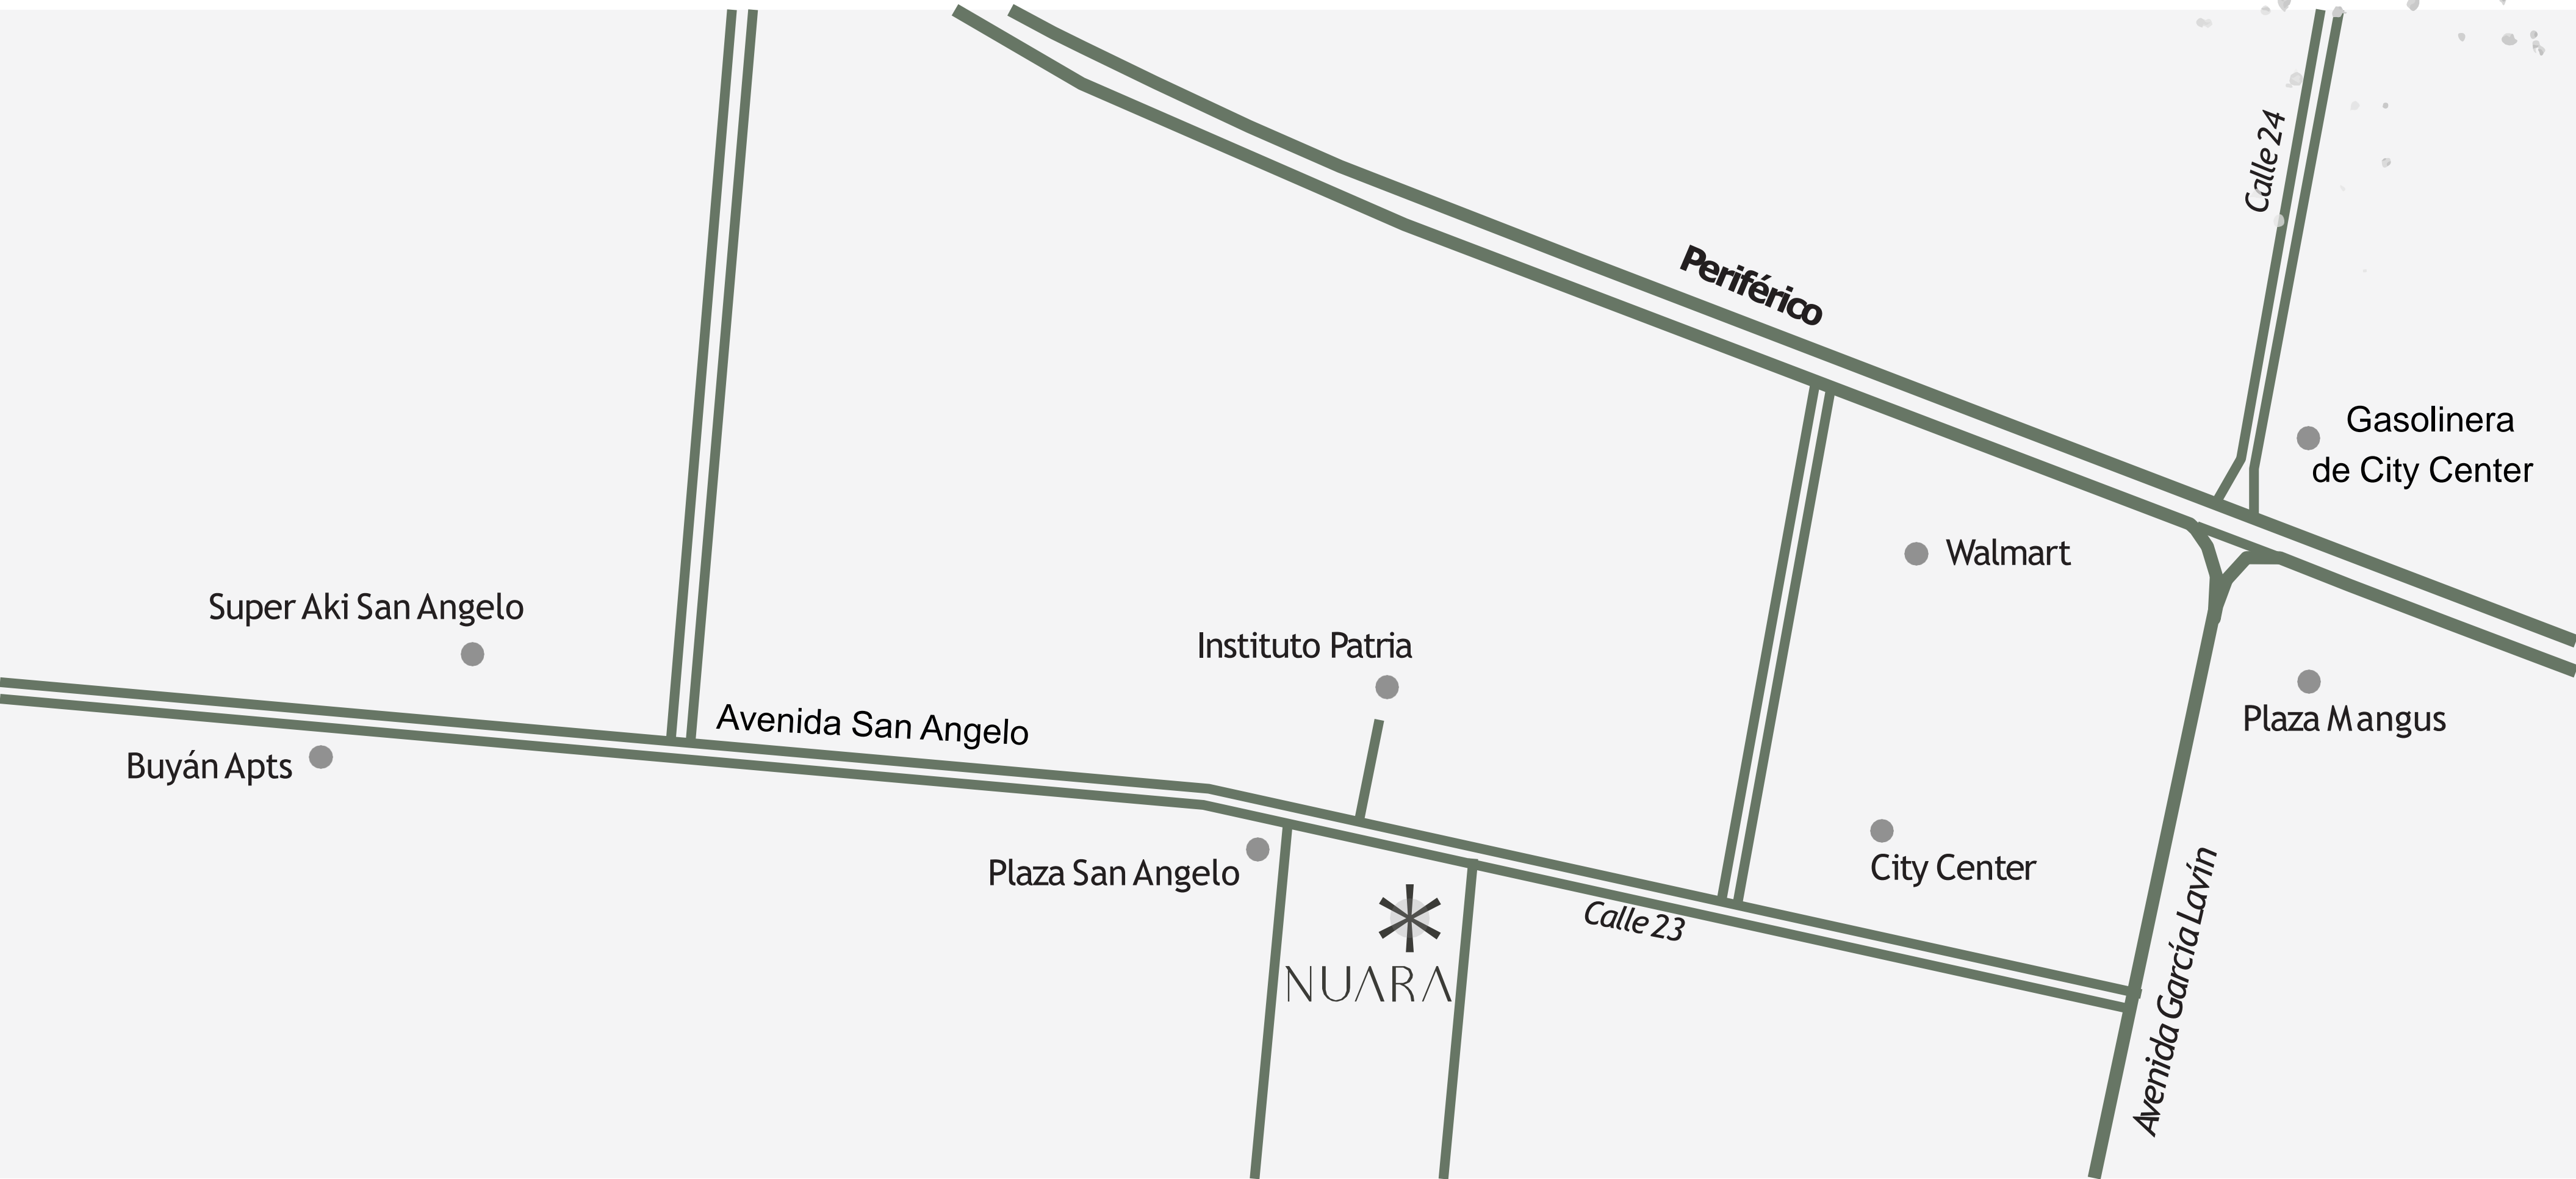 Calle 24
Periférico
Gasolinera
de City Center
Walmart
Super Aki San Angelo
Instituto Patria
Avenida San Angelo
Plaza Mangus
Buyán Apts
Plaza San Angelo
City Center
Calle 23
NUARA
Avenida García Lavín